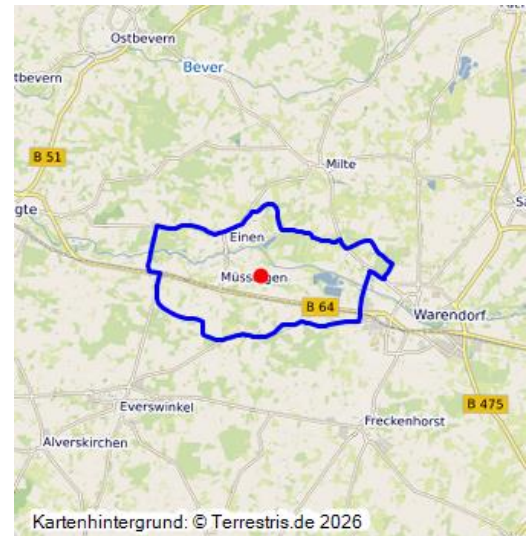 Ostbevern
tbevern
Bever
B 51
Milte
gte
Einen
Müssingen
B 64
Warendorf
Everswinkel
B 475
Freckenhorst
Alverskirchen
Kartenhintergrund: © Terrestris.de 2026